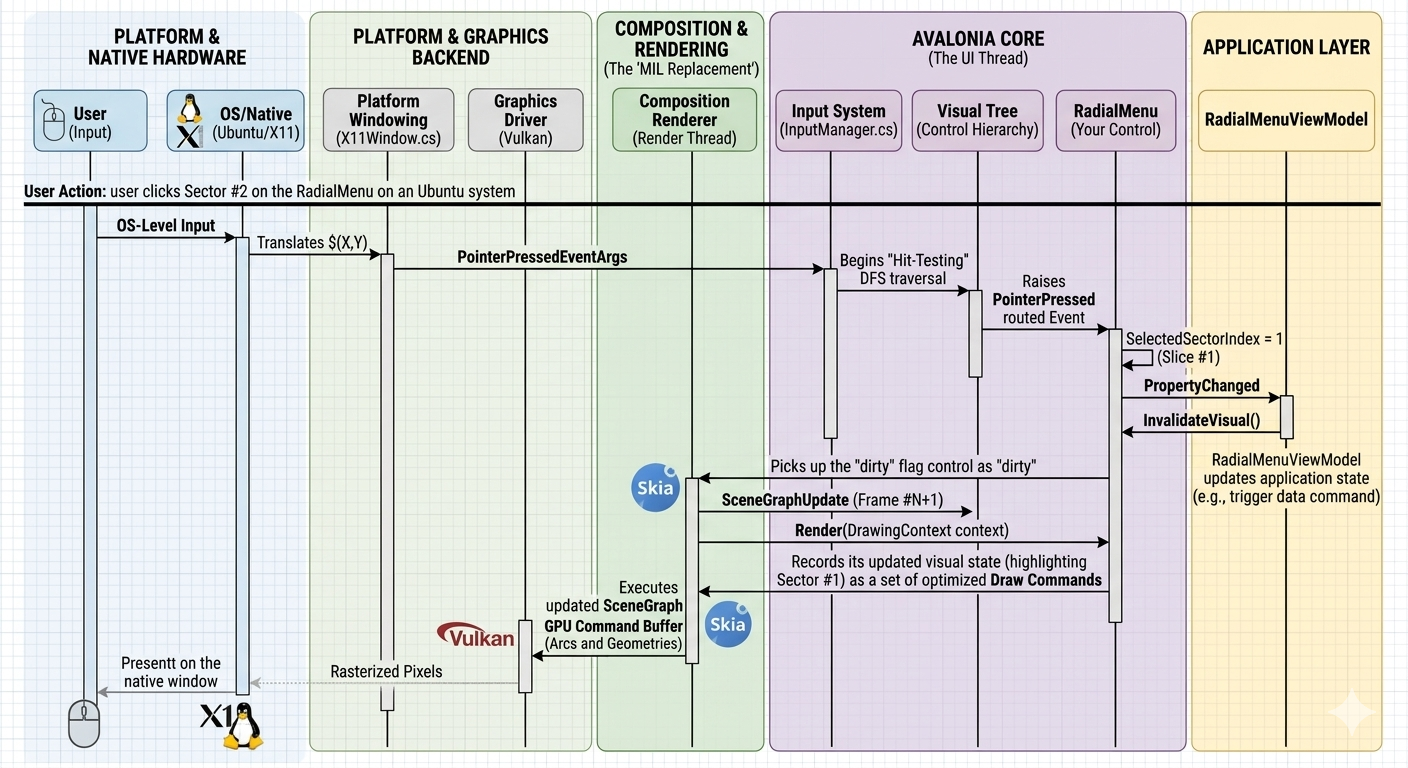 PLATFORM &
NATIVE HARDWARE
PLATFORM & GRAPHICS
BACKEND
COMPOSITION &
RENDERING
(The 'MIL Replacement')
AVALONIA CORE
(The UI Thread)
APPLICATION LAYER
User
(Input)
X
OS/Native
(Ubuntu/X11)
Platform
Windowing
(X11Window.cs)
Graphics
Driver
(Vulkan)
Composition
Renderer
(Render Thread)
Input System
(InputManager.cs)
Visual Tree
(Control Hierarchy)
RadialMenu
(Your Control)
RadialMenuViewModel
User Action: user clicks Sector #2 on the RadialMenu on an Ubuntu system
OS-Level Input
Translates $(X,Y)
PointerPressedEventArgs
Begins "Hit-Testing"
DFS traversal
Raises
PointerPressed
routed Event
SelectedSectorIndex = 1
(Slice #1)
PropertyChanged
InvalidateVisual()
RadialMenuViewModel
updates application state
(e.g., trigger data command)
Picks up the "dirty" flag control as "dirty"
Skia
SceneGraphUpdate (Frame #N+1)
Render(DrawingContext context)
Records its updated visual state (highlighting
Sector #1) as a set of optimized Draw Commands
Executes
updated SceneGraph
GPU Command Buffer
(Arcs and Geometries)
Skia
Vulkan
Rasterized Pixels
Presentt on the
native window
X1